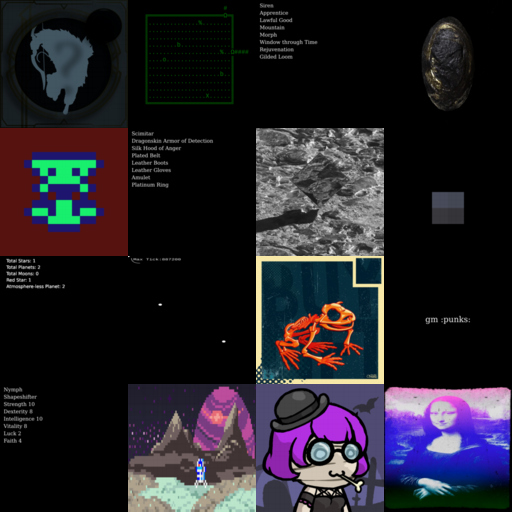 Siren
Apprentice
Lawful Good
Mountain
Morph
Window through Time
Rejuvenation
Gilded Loom
Scimitar
Dragonskin Armor of Detection
Silk Hood of Anger
Plated Belt
Leather Boots
Leather Gloves
Amulet
Platinum Ring
Total Stars: 1
Total Planets: 2
Total Moons: 0
Red Star: 1
Atmosphere-less Planet: 2
gm :punks:
Nymph
Shapeshifter
Strength 10
Dexterity 8
Intelligence 10
Vitality 8
Luck 2
Faith 4